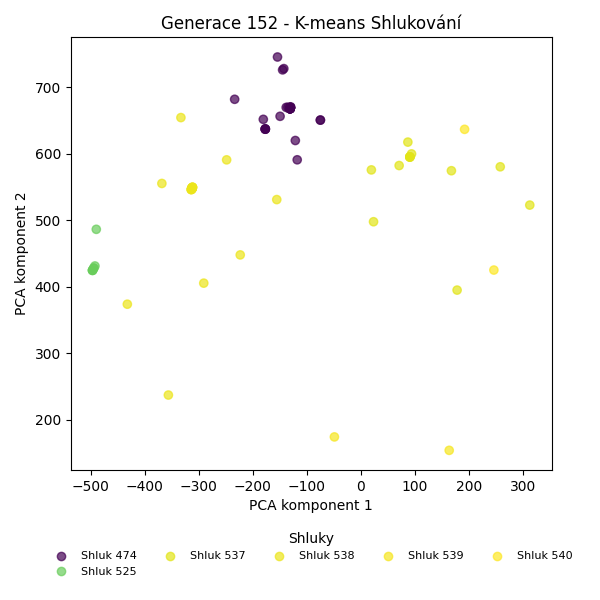 Generace 152 - K-means Shlukování
700
600
500
400
300
200
PCA komponent 2
−500 −400 −300 −200 −100 0 100 200 300
PCA komponent 1
Shluky
Shluk 474 Shluk 537 Shluk 538 Shluk 539 Shluk 540
Shluk 525